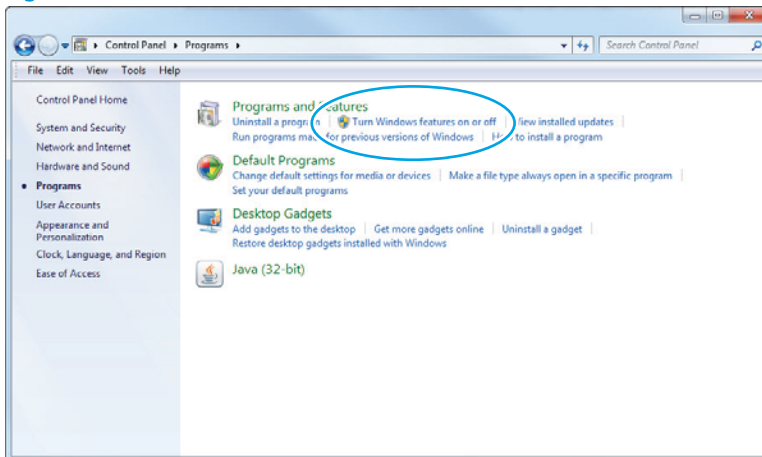 Control Panel ▸ Programs ▸
Search Control Panel
File Edit View Tools Help
Control Panel Home
System and Security
Network and Internet
Hardware and Sound
Programs
User Accounts
Appearance and
Personalization
Clock, Language, and Region
Ease of Access
Programs and
Uninstall a Turn Windows features on or off installed updates
Run programs for previous versions of Windows to install a program
Default Programs
Change default settings for media or devices Make a file type always open in a specific program
Set your default programs
Desktop Gadgets
Add gadgets to the desktop Get more gadgets online Uninstall a gadget
Restore desktop gadgets installed with Windows
Java (32-bit)